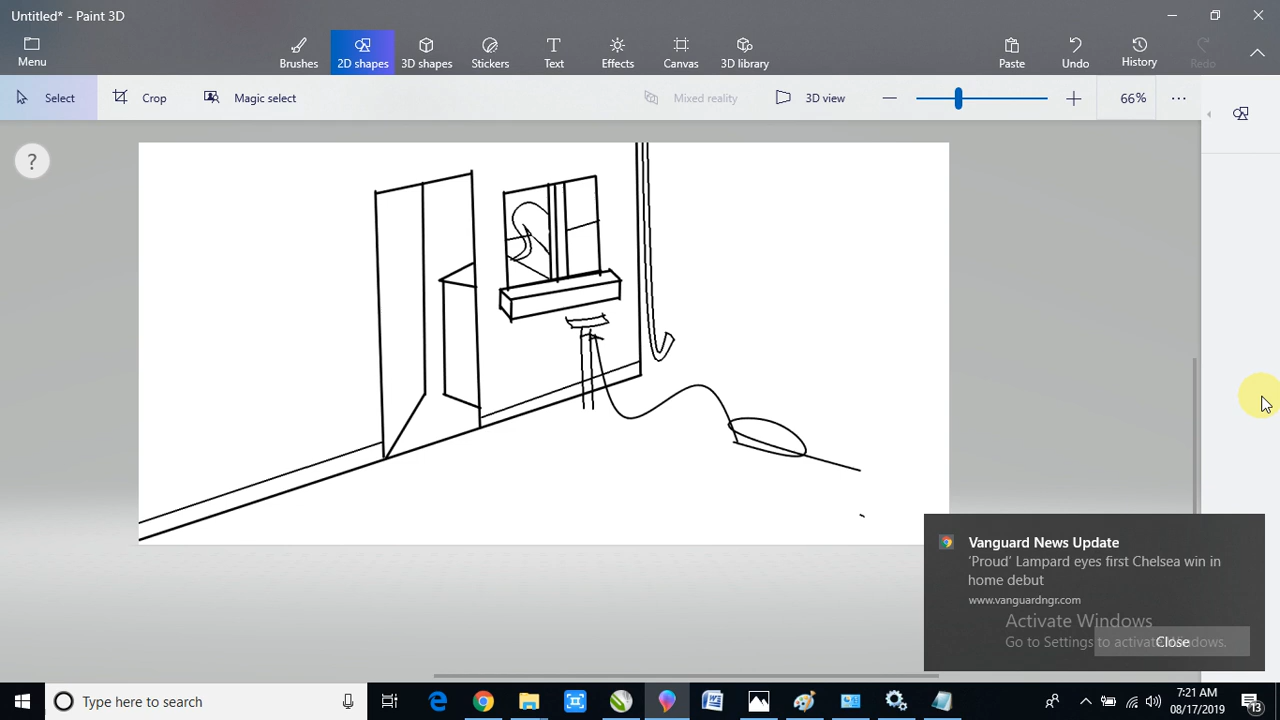 Untitled* - Paint 3D
Menu
Brushes
2D shapes
3D shapes
Stickers
Text
Effects
Canvas
3D library
Paste
Undo
History
Redo
Select
Crop
Magic select
Mixed reality
3D view
66%
?
Vanguard News Update
‘Proud’ Lampard eyes first Chelsea win in
home debut
www.vanguardngr.com
Activate Windows
Go to Settings to activate Windows.
Close
Type here to search
7:21 AM
08/17/2019
13